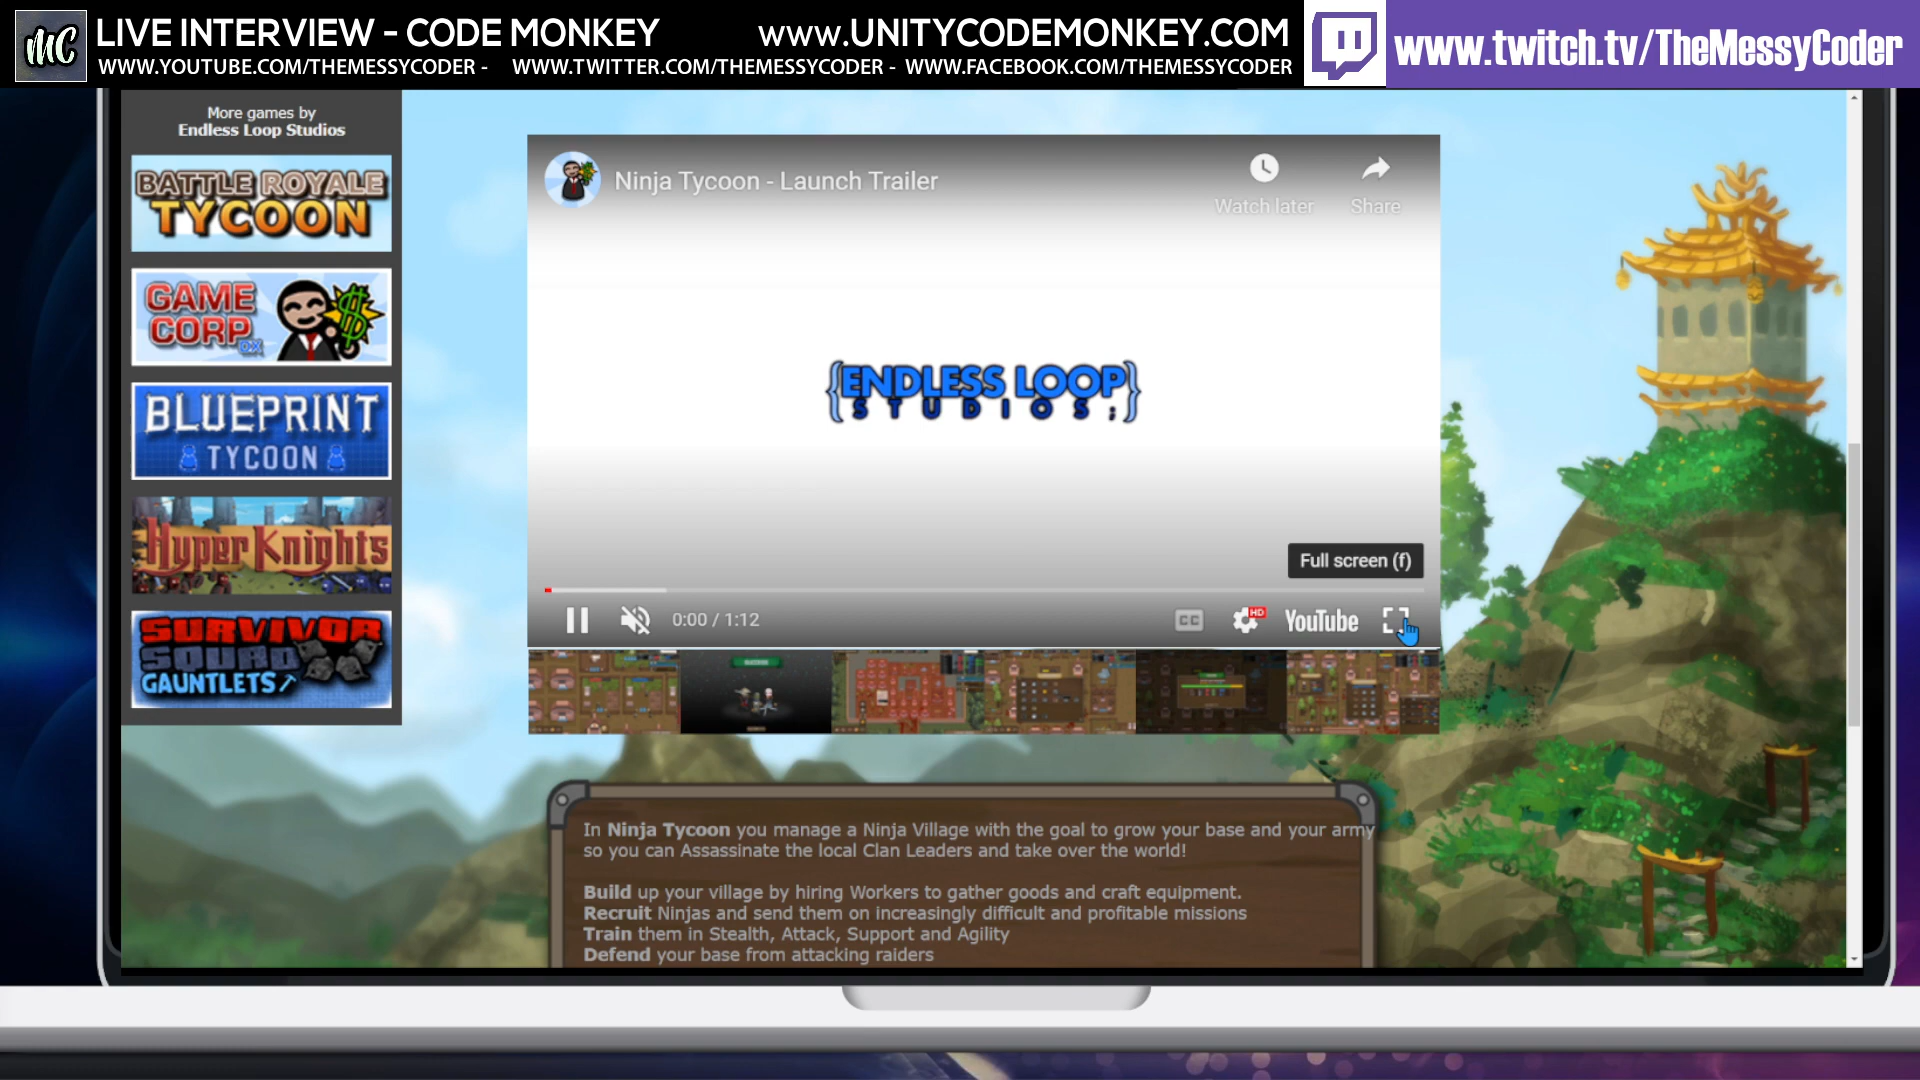 MC
LIVE INTERVIEW - CODE MONKEY
www.UNITYCODEMONKEY.COM
WWW.YOUTUBE.COM/THEMESSYCODER - WWW.TWITTER.COM/THEMESSYCODER - WWW.FACEBOOK.COM/THEMESSYCODER
www.twitch.tv/TheMessyCoder
More games by
Endless Loop Studios
BATTLE ROYALE
TYCOON
GAME
CORP
DX
BLUEPRINT
TYCOON
Hyper Knights
SURVIVOR
SQUAD
GAUNTLETS
Ninja Tycoon - Launch Trailer
Watch later
Share
{ENDLESS LOOP}
STUDIOS;
Full screen (f)
0:00 / 1:12
CC
HD
YouTube
In Ninja Tycoon you manage a Ninja Village with the goal to grow your base and your army
so you can Assassinate the local Clan Leaders and take over the world!
Build up your village by hiring Workers to gather goods and craft equipment.
Recruit Ninjas and send them on increasingly difficult and profitable missions
Train them in Stealth, Attack, Support and Agility
Defend your base from attacking raiders